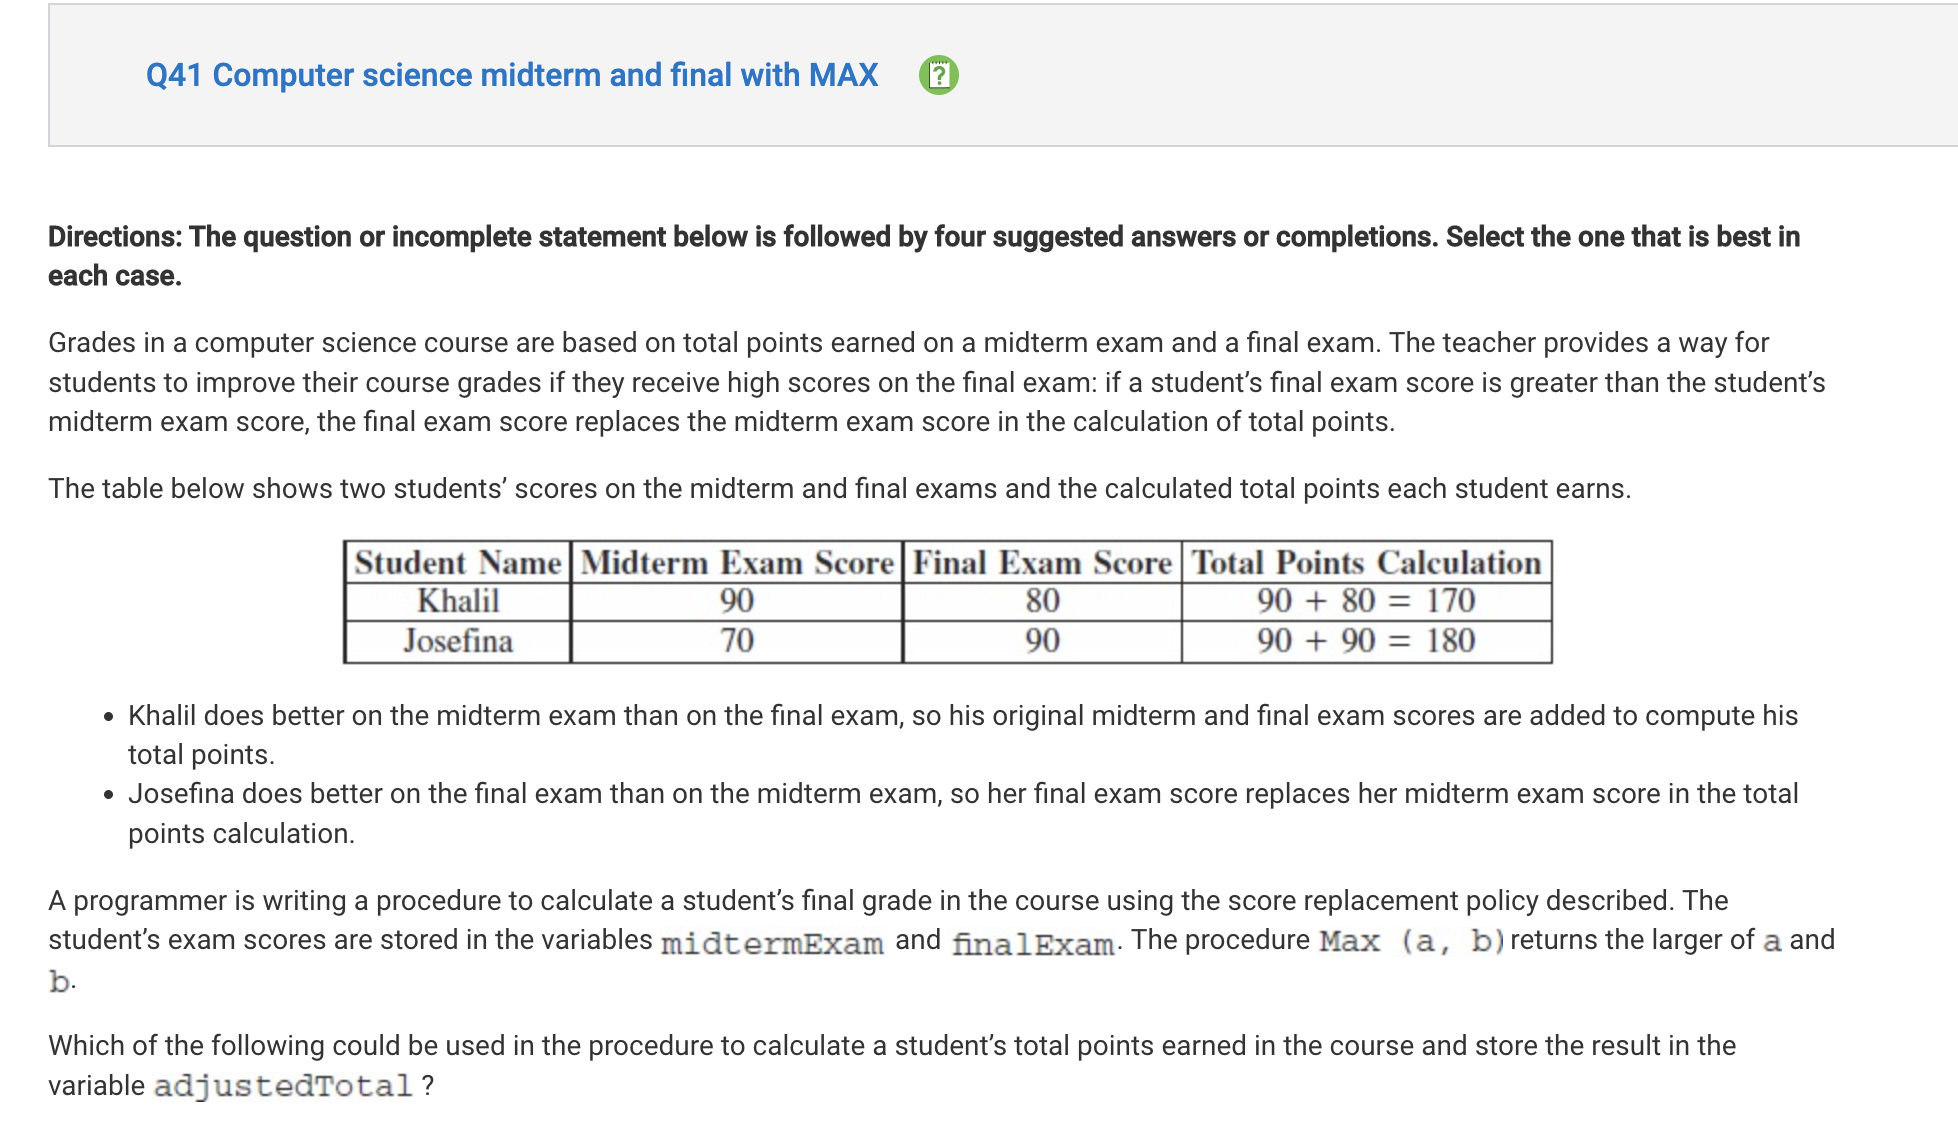 Q41 Computer science midterm and final with MAX
Directions: The question or incomplete statement below is followed by four suggested answers or completions. Select the one that is best in
each case.
Grades in a computer science course are based on total points earned on a midterm exam and a final exam. The teacher provides a way for
students to improve their course grades if they receive high scores on the final exam: if a student’s final exam score is greater than the student’s
midterm exam score, the final exam score replaces the midterm exam score in the calculation of total points.
The table below shows two students’ scores on the midterm and final exams and the calculated total points each student earns.
Student Name Midterm Exam Score Final Exam Score Total Points Calculation
Khalil 90 80 90 + 80 = 170
Josefina 70 90 90 + 90 = 180
• Khalil does better on the midterm exam than on the final exam, so his original midterm and final exam scores are added to compute his
total points.
• Josefina does better on the final exam than on the midterm exam, so her final exam score replaces her midterm exam score in the total
points calculation.
A programmer is writing a procedure to calculate a student’s final grade in the course using the score replacement policy described. The
student’s exam scores are stored in the variables midtermExam and finalExam. The procedure Max (a, b) returns the larger of a and
b.
Which of the following could be used in the procedure to calculate a student’s total points earned in the course and store the result in the
variable adjustedTotal ?